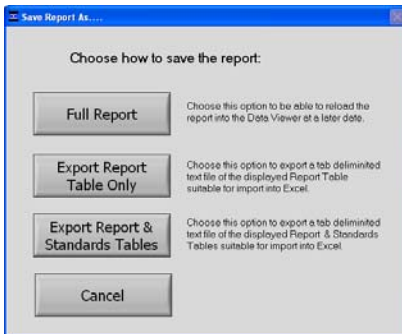 Save Report As....
Choose how to save the report:
Full Report
Choose this option to be able to reload the
report into the Data Viewer at a later date.
Export Report
Table Only
Choose this option to export a tab deliminited
text file of the displayed Report Table
suitable for import into Excel.
Export Report &
Standards Tables
Choose this option to export a tab deliminited
text file of the displayed Report & Standards
Tables suitable for import into Excel.
Cancel